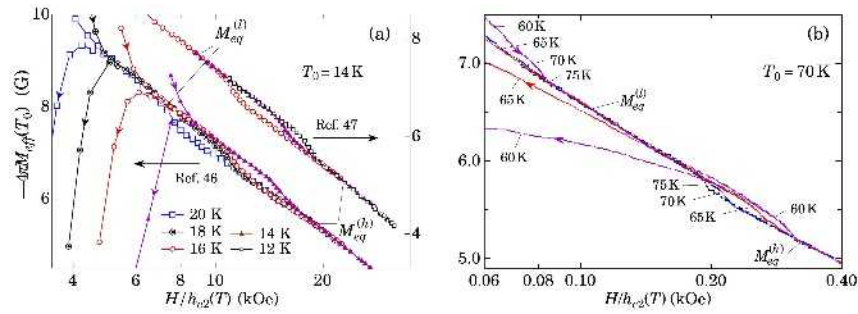 (a)
M_eq^(l)
T_0 = 14 K
Ref. 47
Ref. 46
M_eq^(h)
20 K
18 K
16 K
14 K
12 K
−4πM_eff(T_0) (G)
10
8
6
8
6
4
4
6
8
10
20
H/h_c2(T) (kOe)
(b)
60 K
65 K
70 K
75 K
T_0 = 70 K
M_eq^(l)
65 K
60 K
75 K
70 K
65 K
60 K
M_eq^(h)
7.0
6.0
5.0
0.06
0.08
0.10
0.20
0.40
H/h_c2(T) (kOe)